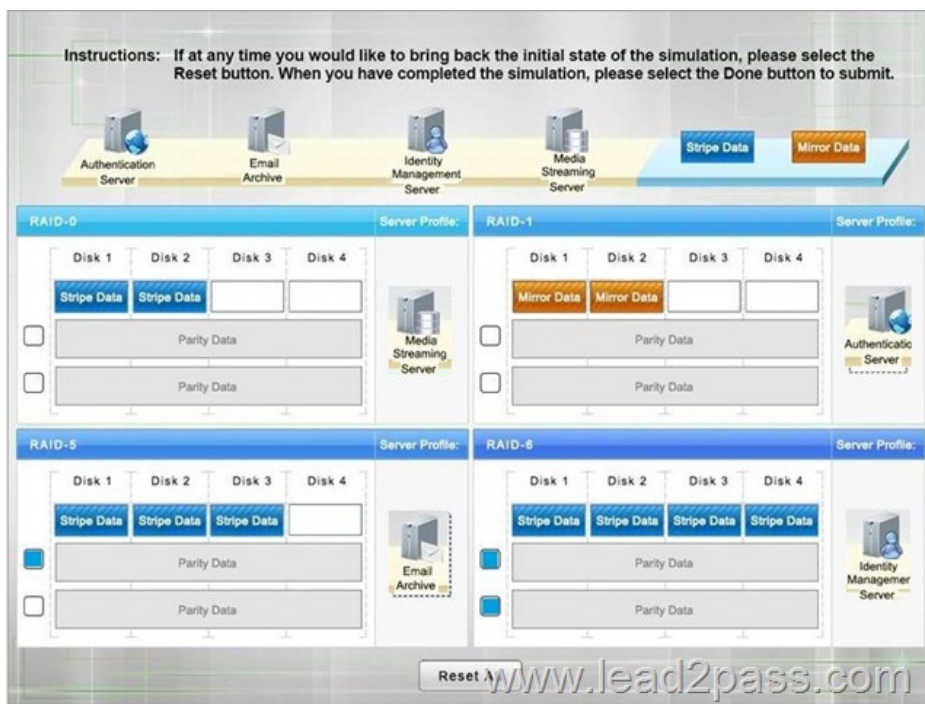 Instructions: If at any time you would like to bring back the initial state of the simulation, please select the
Reset button. When you have completed the simulation, please select the Done button to submit.
Authentication
Server
Email
Archive
Identity
Management
Server
Media
Streaming
Server
Stripe Data
Mirror Data
RAID-0
Server Profile:
Disk 1 Disk 2 Disk 3 Disk 4
Stripe Data Stripe Data
Parity Data
Parity Data
Media
Streaming
Server
RAID-1
Server Profile:
Disk 1 Disk 2 Disk 3 Disk 4
Mirror Data Mirror Data
Parity Data
Parity Data
Authenticatic
Server
RAID-5
Server Profile:
Disk 1 Disk 2 Disk 3 Disk 4
Stripe Data Stripe Data Stripe Data
Parity Data
Parity Data
Email
Archive
RAID-6
Server Profile:
Disk 1 Disk 2 Disk 3 Disk 4
Stripe Data Stripe Data Stripe Data Stripe Data
Parity Data
Parity Data
Identity
Managemer
Server
Reset
www.lead2pass.com